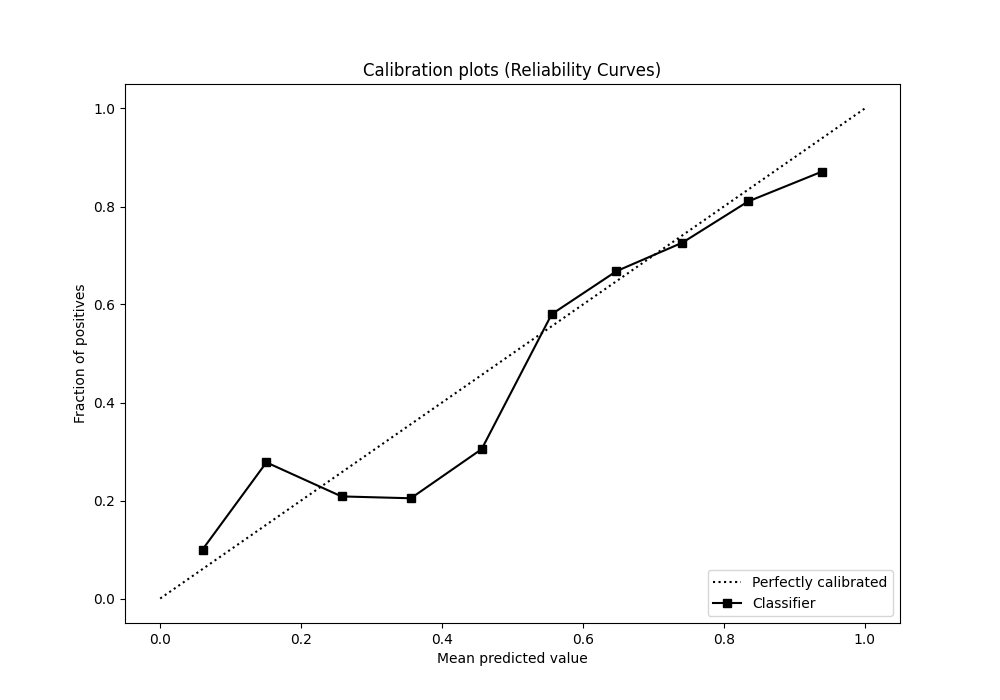 Calibration plots (Reliability Curves)
Fraction of positives
1.0
0.8
0.6
0.4
0.2
0.0
0.0 0.2 0.4 0.6 0.8 1.0
Mean predicted value
Perfectly calibrated
Classifier